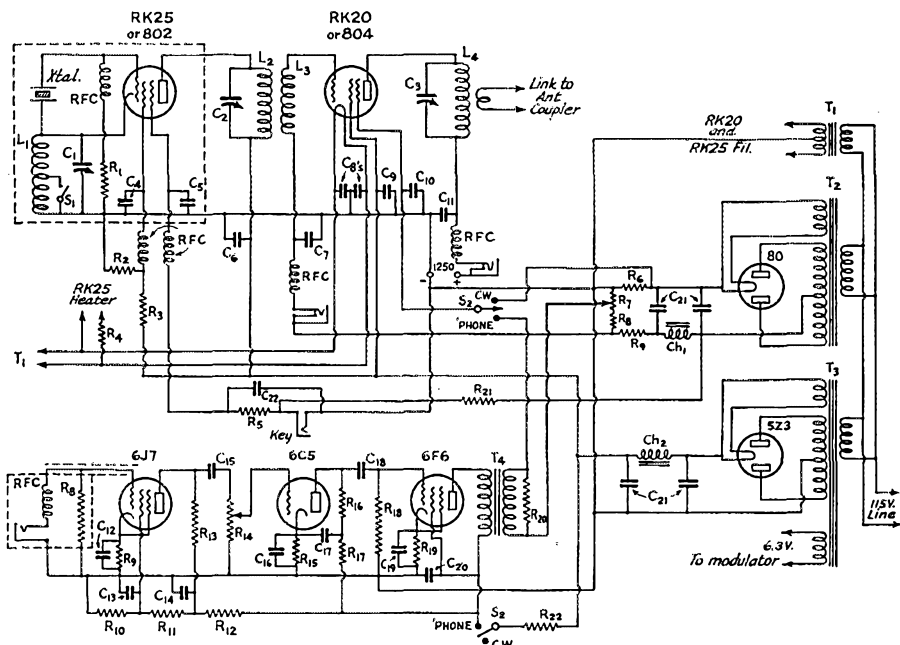 RK25
or 802
RK20
or 804
Xtal.
RFC
L2
L3
L4
C2
C3
Link to
Ant.
Coupler
L1
C1
S1
R1
C4
C5
C8's
C9
C10
C11
RK20
and
RK25 Fil.
T1
T2
R2
RFC
C6
C7
RFC
RFC
1250
- +
CW
S2
'PHONE
R6
R7
R8
R9
C21
Ch1
80
RK25
Heater
R4
R3
T1
C22
R5
Key
R21
T3
5Z3
Ch2
C21
115V.
Line
6.3V.
To modulator
6J7
6C5
6F6
T4
RFC
R8
C15
C18
C12
R9
R13
R14
C16
R15
C17
R16
R17
R18
C19
R19
C20
R20
C13
C14
R10
R11
R12
'PHONE
S2
R22
CW